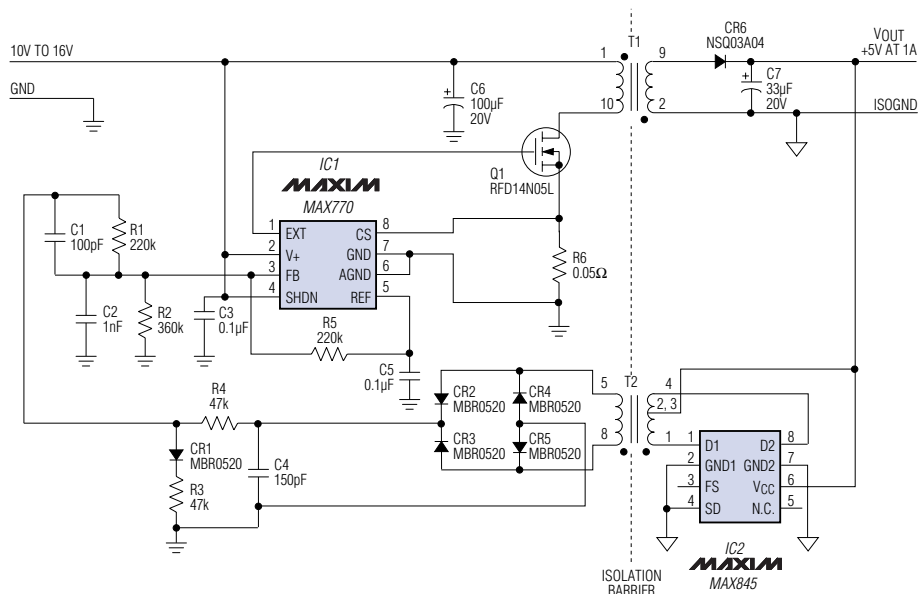 10V TO 16V
GND
ISOLATION
BARRIER
T1
1
10
9
2
CR6
NSQ03A04
VOUT
+5V AT 1A
C7
33µF
20V
ISOGND
+
C6
100µF
20V
+
Q1
RFD14N05L
IC1
MAXIM
MAX770
1 EXT
2 V+
3 FB
4 SHDN
CS 8
GND 7
AGND 6
REF 5
R6
0.05Ω
C1
100pF
R1
220k
C2
1nF
R2
360k
C3
0.1µF
R5
220k
C5
0.1µF
R4
47k
CR1
MBR0520
R3
47k
C4
150pF
CR2
MBR0520
CR4
MBR0520
CR3
MBR0520
CR5
MBR0520
T2
5
8
4
2, 3
1
1 D1
2 GND1
3 FS
4 SD
D2 8
GND2 7
VCC 6
N.C. 5
IC2
MAXIM
MAX845
ISOLATION
BARRIER